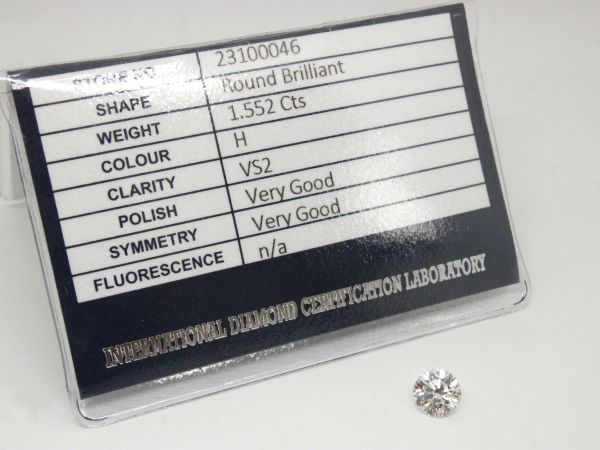 STONE NO 23100046
SHAPE Round Brilliant
WEIGHT 1.552 Cts
COLOUR H
CLARITY VS2
POLISH Very Good
SYMMETRY Very Good
FLUORESCENCE n/a
INTERNATIONAL DIAMOND CERTIFICATION LABORATORY